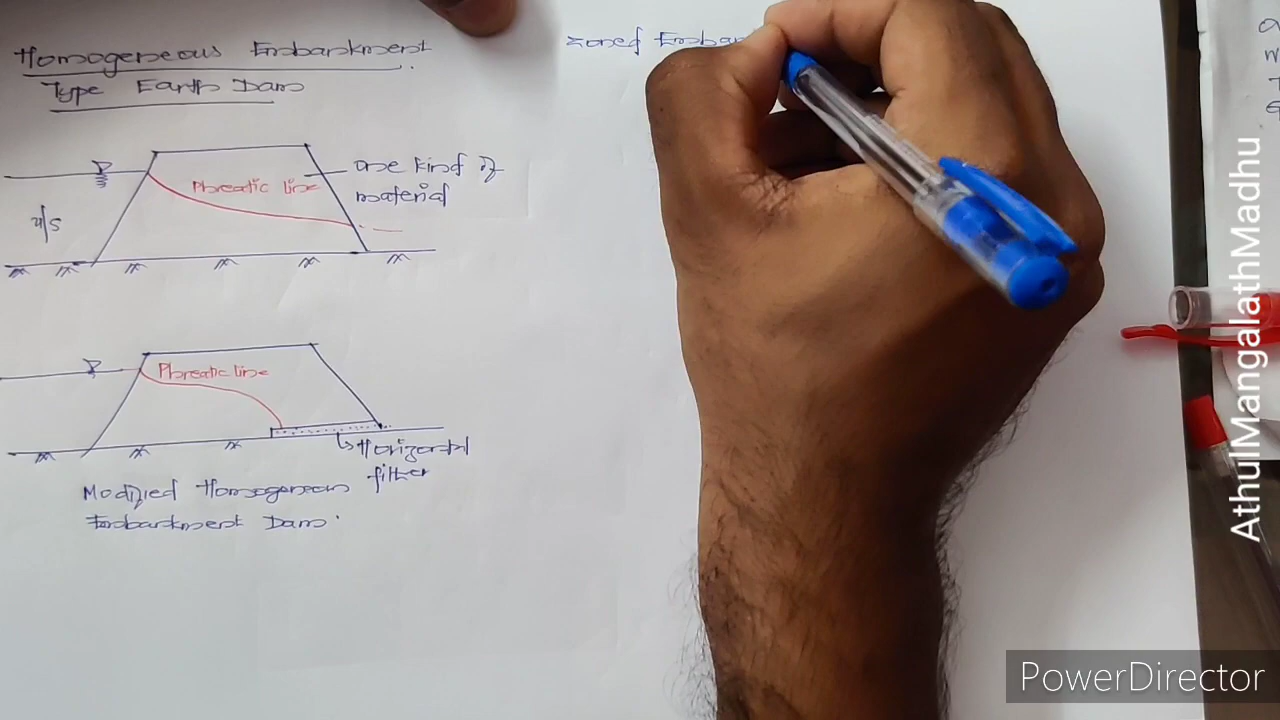 Homogeneous Embankment
Type Earth Dam
Phreatic line
one kind of
material
u/s
Phreatic line
Horizontal
filter
Modified Homogeneous
Embankment Dam
Zoned Emban
AthulMangalathMadhu
PowerDirector